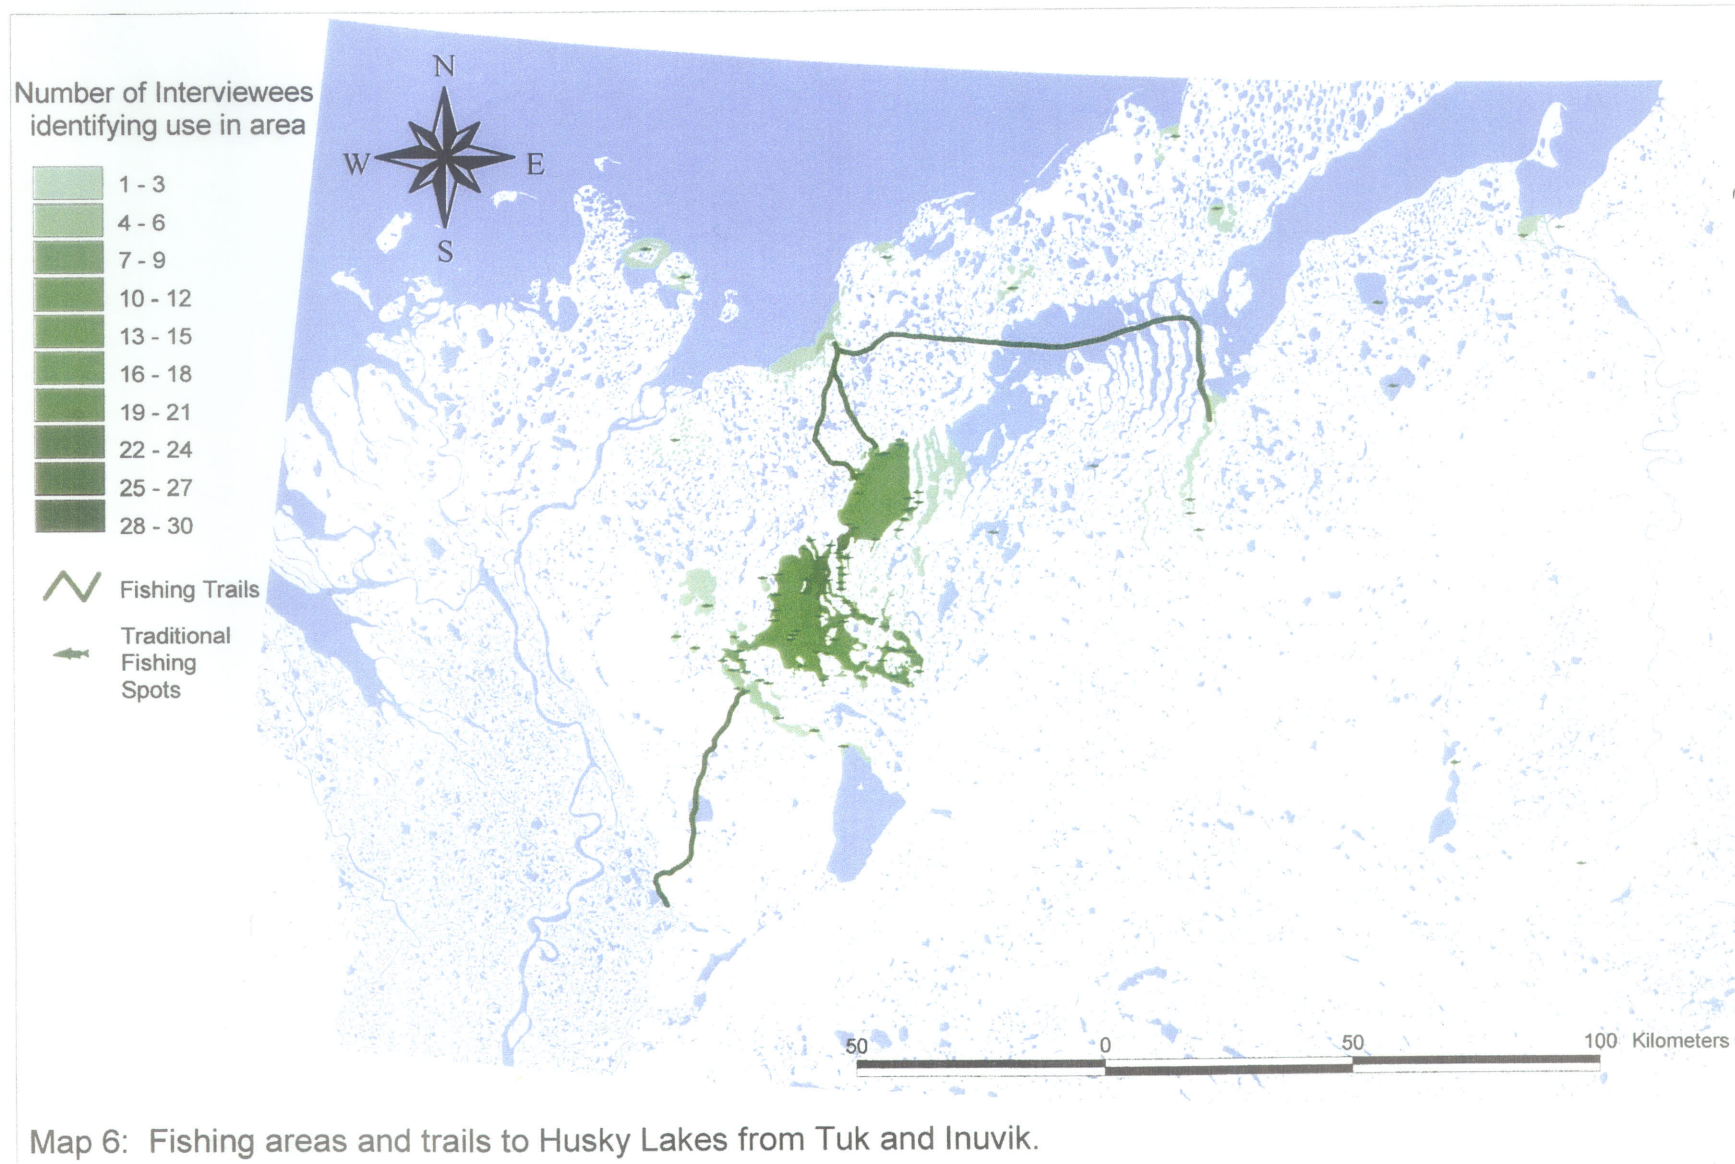 Number of Interviewees
identifying use in area
1 - 3
4 - 6
7 - 9
10 - 12
13 - 15
16 - 18
19 - 21
22 - 24
25 - 27
28 - 30
Fishing Trails
Traditional
Fishing
Spots
N
W E
S
50 0 50 100 Kilometers
Map 6: Fishing areas and trails to Husky Lakes from Tuk and Inuvik.